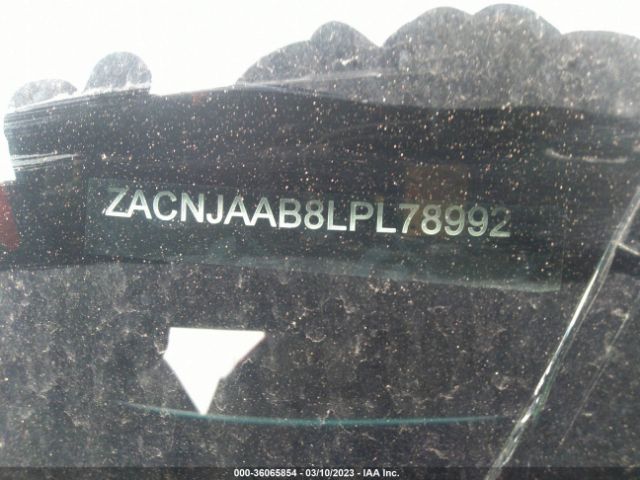 ZACNJAAB8LPL78992
000-36065854 - 03/10/2023 - IAA Inc.